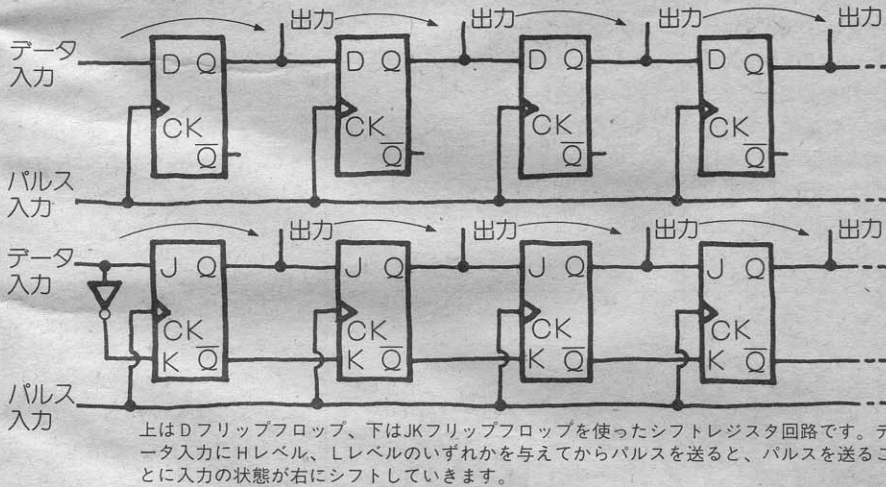 出力 出力 出力 出力
データ
入力
D Q D Q D Q D Q
CK CK CK CK
Q Q Q Q
パルス
入力
出力 出力 出力 出力
データ
入力
J Q J Q J Q J Q
CK CK CK CK
K Q K Q K Q K Q
パルス
入力
上はDフリップフロップ、下はJKフリップフロップを使ったシフトレジスタ回路です。デ
ータ入力にHレベル、Lレベルのいずれかを与えてからパルスを送ると、パルスを送るご
とに入力の状態が右にシフトしていきます。